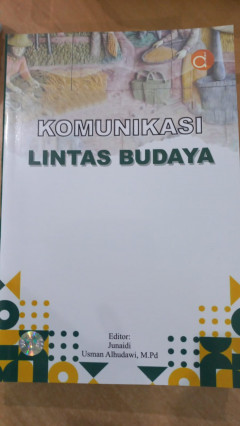 KOMUNIKASI
LINTAS BUDAYA
Editor:
Junaidi
Usman Alhudawi, M.Pd